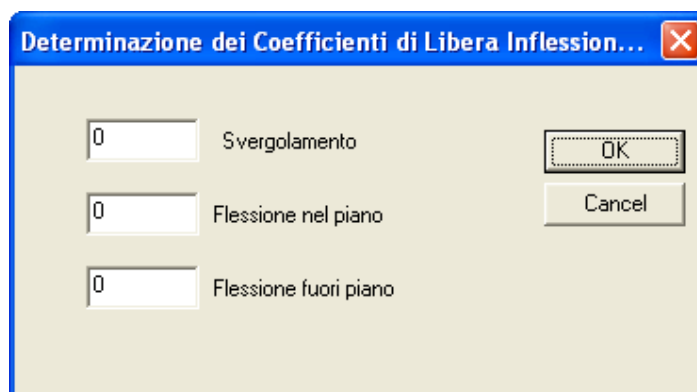 Determinazione dei Coefficienti di Libera Inflession...
0 Svergolamento
OK
0 Flessione nel piano
Cancel
0 Flessione fuori piano